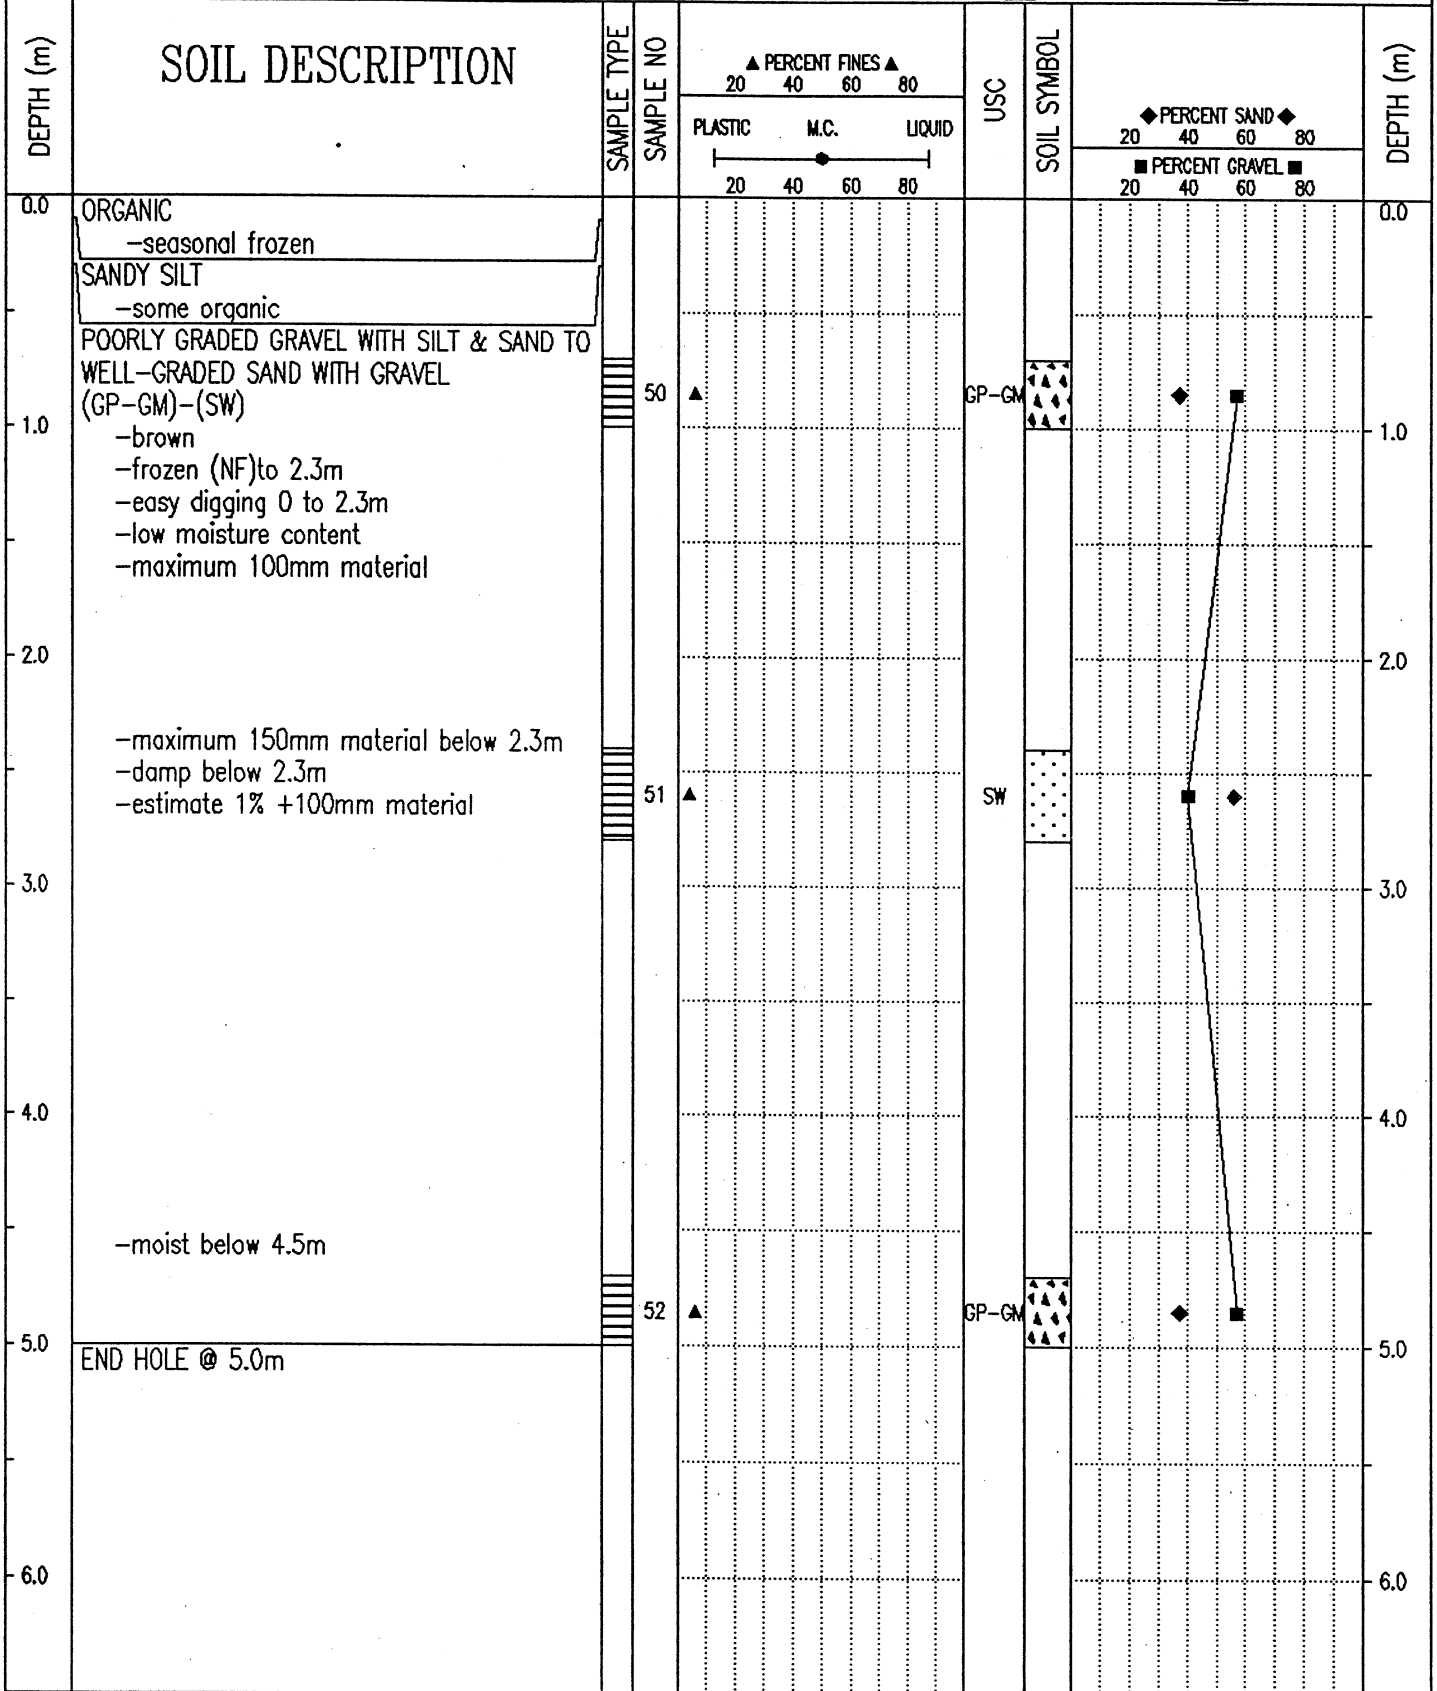 DEPTH (m)
SOIL DESCRIPTION
SAMPLE TYPE
SAMPLE NO
▲ PERCENT FINES ▲
20 40 60 80
PLASTIC M.C. LIQUID
20 40 60 80
USC
SOIL SYMBOL
◆PERCENT SAND◆
20 40 60 80
■ PERCENT GRAVEL ■
20 40 60 80
DEPTH (m)
0.0
ORGANIC
0.0
-seasonal frozen
SANDY SILT
-some organic
POORLY GRADED GRAVEL WITH SILT & SAND TO
WELL-GRADED SAND WITH GRAVEL
50 GP-GM
(GP-GM)-(SW)
1.0 1.0
-brown
-frozen (NF)to 2.3m
-easy digging 0 to 2.3m
-low moisture content
-maximum 100mm material
2.0 2.0
-maximum 150mm material below 2.3m
-damp below 2.3m
-estimate 1% +100mm material
51 SW
3.0 3.0
4.0 4.0
-moist below 4.5m
52 GP-GM
5.0 5.0
END HOLE @ 5.0m
6.0 6.0